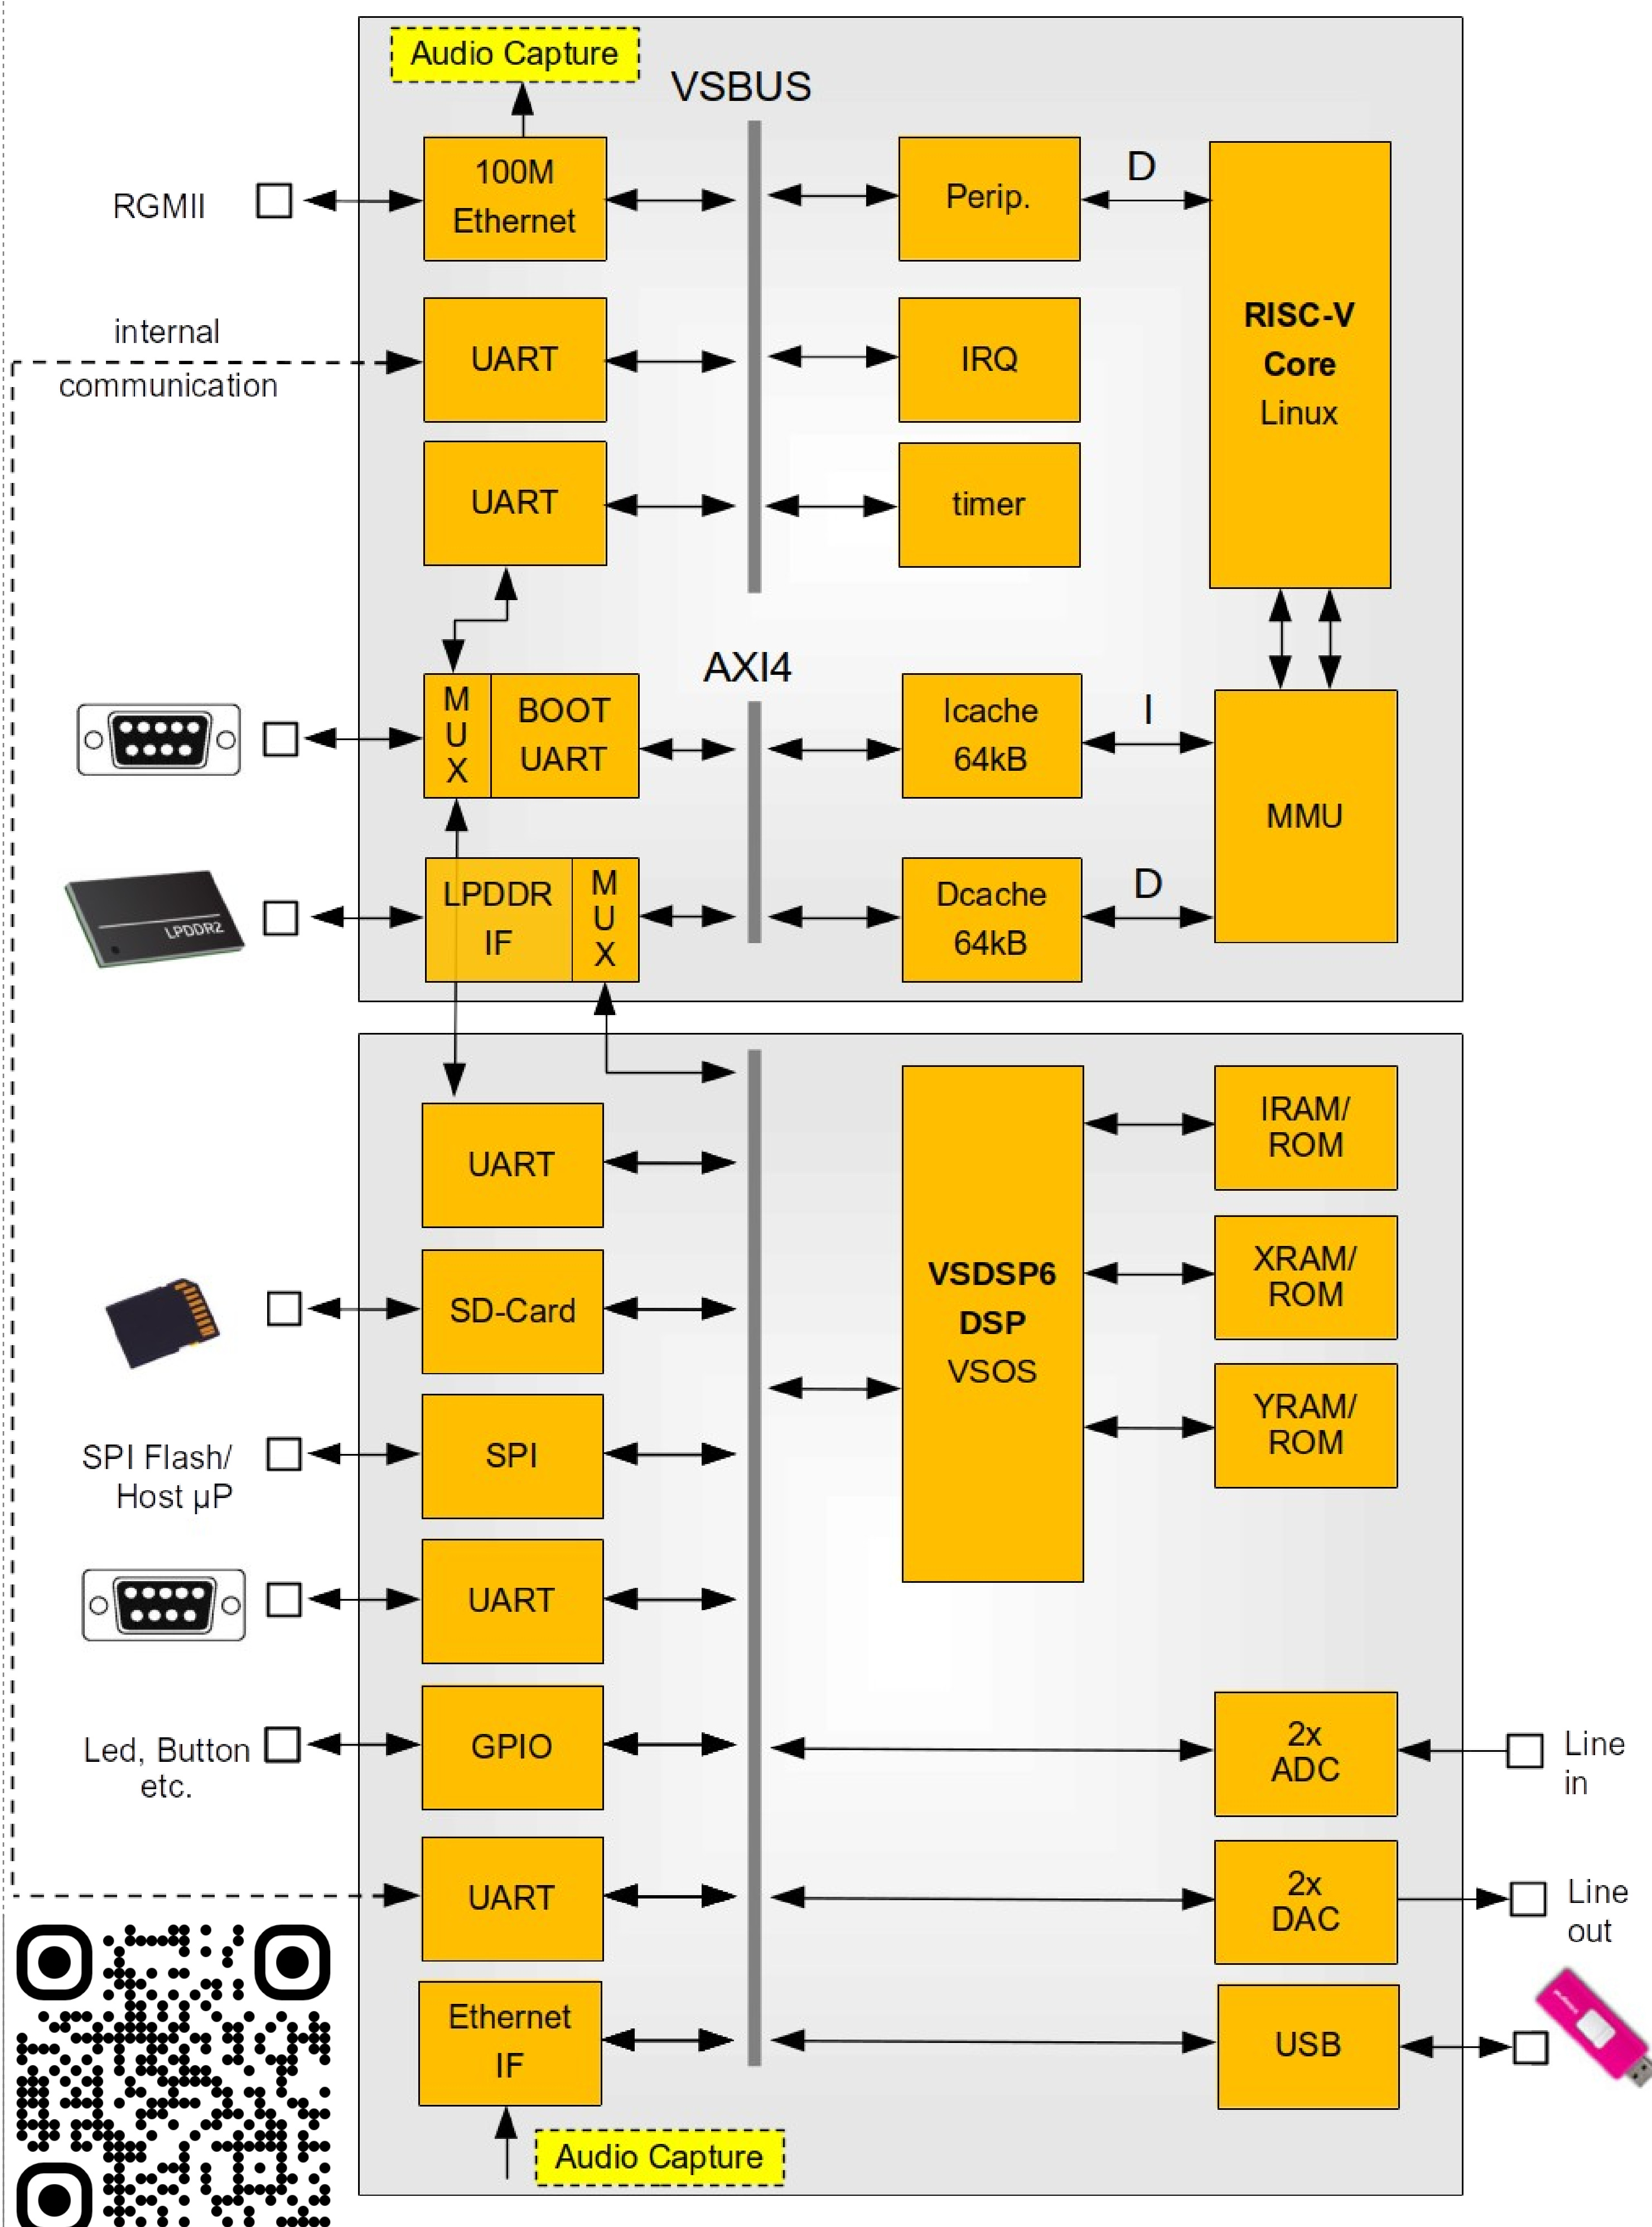 Audio Capture
VSBUS
RGMII
100M
Ethernet
Perip.
D
RISC-V
Core
Linux
internal
communication
UART
IRQ
UART
timer
AXI4
M
U
X
BOOT
UART
Icache
64kB
I
MMU
LPDDR2
LPDDR
IF
M
U
X
Dcache
64kB
D
UART
VSDSP6
DSP
VSOS
IRAM/
ROM
SD-Card
XRAM/
ROM
SPI Flash/
Host µP
SPI
YRAM/
ROM
UART
Led, Button
etc.
GPIO
2x
ADC
Line
in
UART
2x
DAC
Line
out
Ethernet
IF
USB
Audio Capture